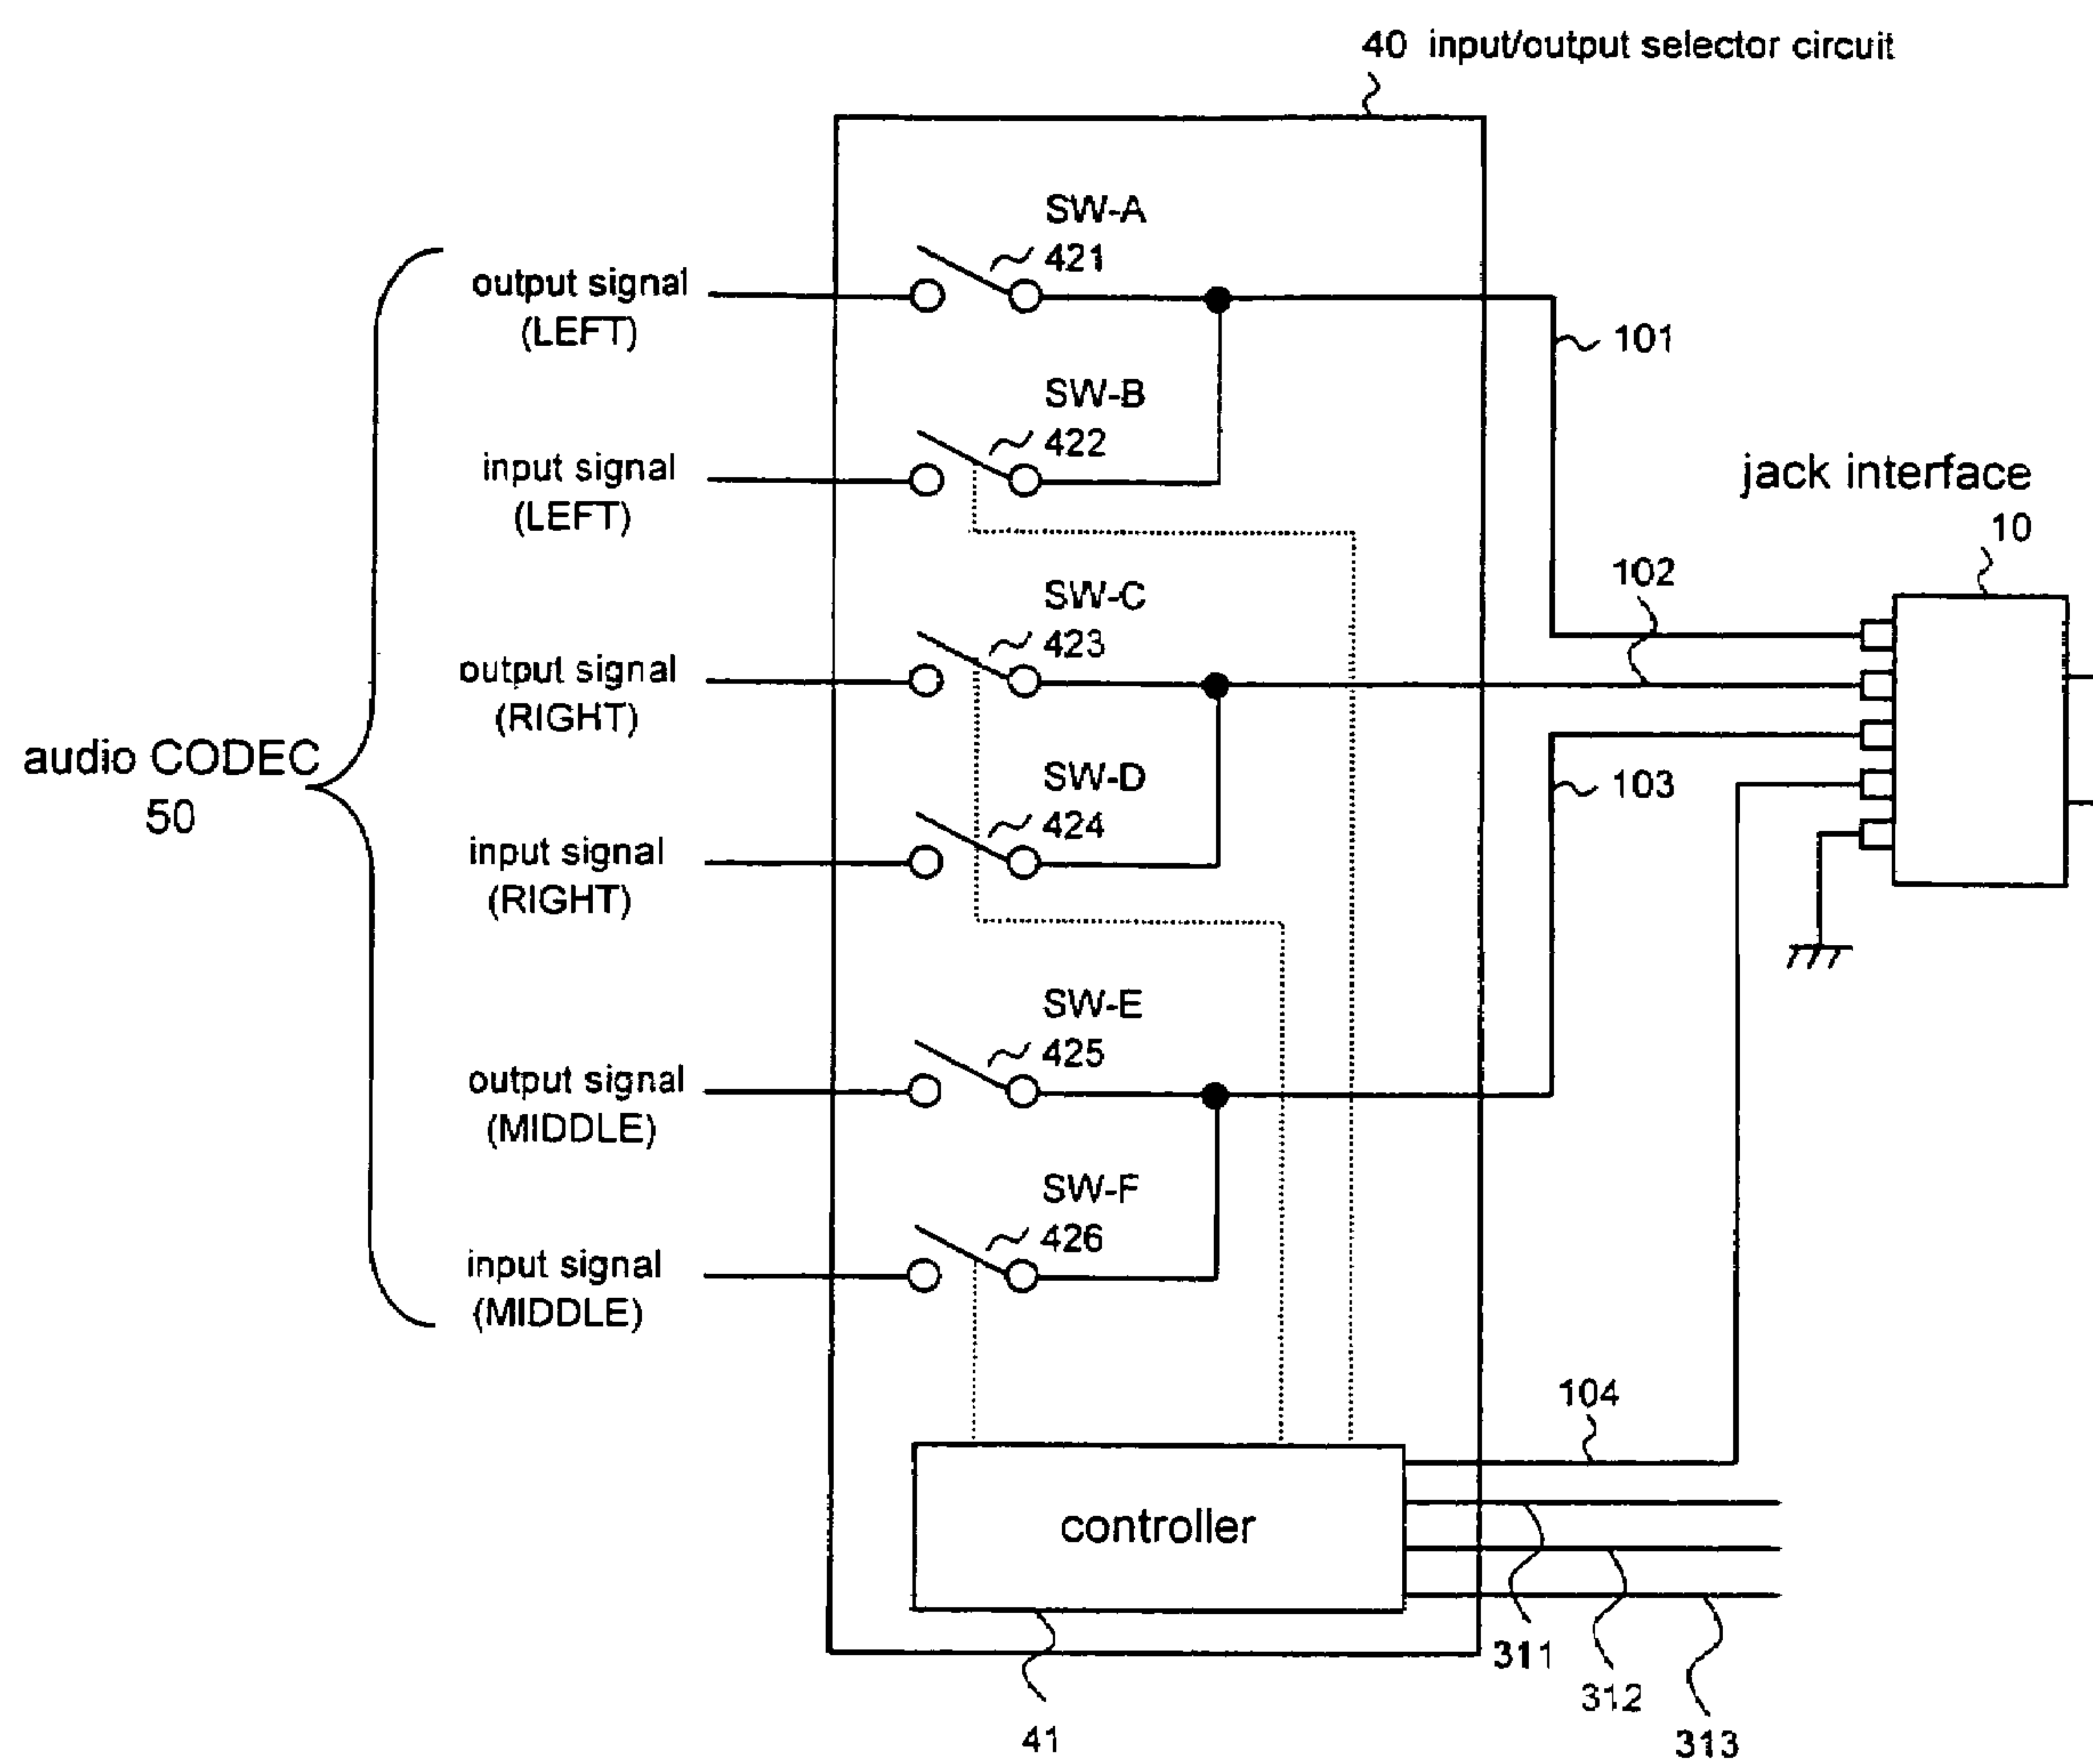 40 input/output selector circuit
SW-A
421
output signal
(LEFT)
101
SW-B
422
input signal
(LEFT)
jack interface
10
102
SW-C
423
output signal
(RIGHT)
audio CODEC
50
SW-D
424
103
input signal
(RIGHT)
SW-E
425
output signal
(MIDDLE)
SW-F
426
input signal
(MIDDLE)
104
controller
311
312
313
41